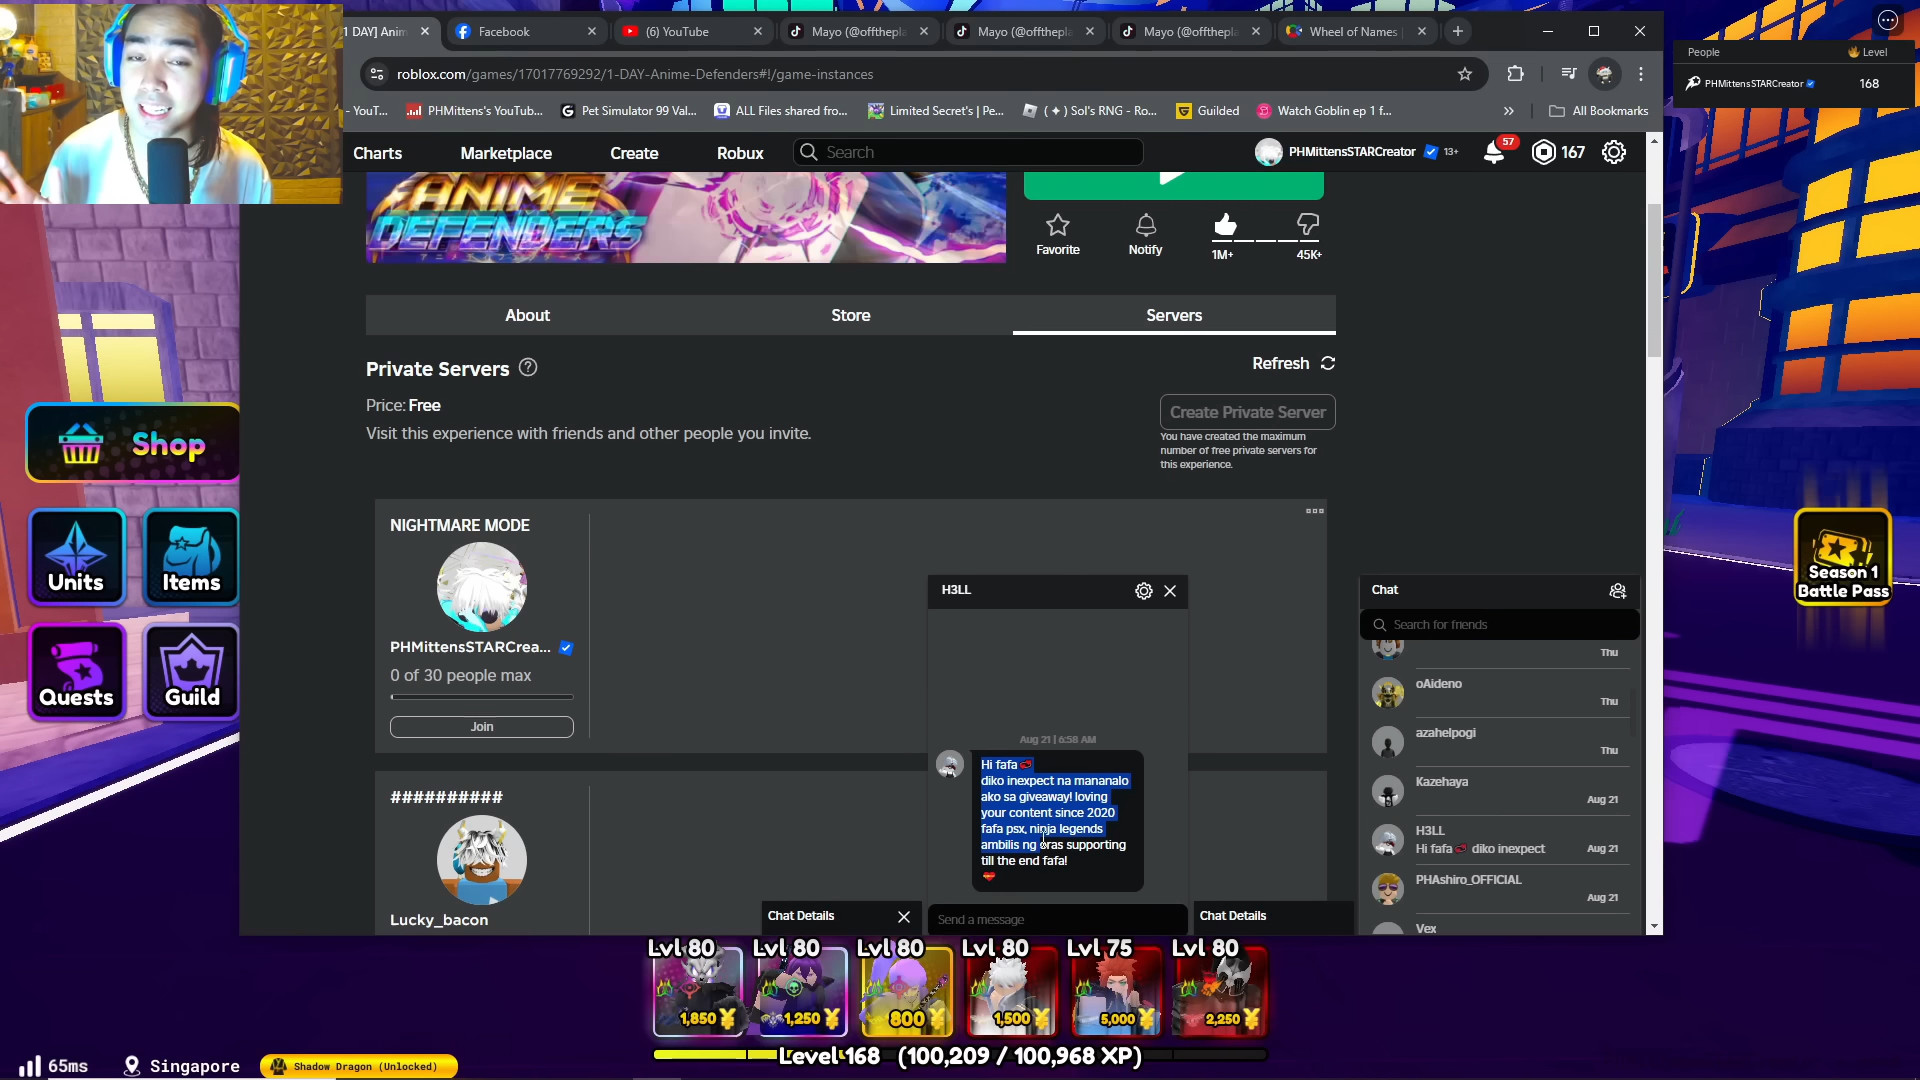 1 DAY] Anim
Facebook
(6) YouTube
Mayo (@offthepla
Mayo (@offthepla
Mayo (@offthepla
Wheel of Names |
roblox.com/games/17017769292/1-DAY-Anime-Defenders#!/game-instances
- YouT...
PHMittens's YouTub...
Pet Simulator 99 Val...
ALL Files shared fro...
Limited Secret's | Pe...
( ✦ ) Sol's RNG - Ro...
Guilded
Watch Goblin ep 1 f...
»
All Bookmarks
People
Level
PHMittensSTARCreator
168
Charts
Marketplace
Create
Robux
Search
PHMittensSTARCreator
13+
57
167
ANIME
DEFENDERS
Favorite
Notify
1M+
45K+
About
Store
Servers
Private Servers
Refresh
Price: Free
Visit this experience with friends and other people you invite.
Create Private Server
You have created the maximum
number of free private servers for
this experience.
Shop
Units
Items
Quests
Guild
NIGHTMARE MODE
PHMittensSTARCrea...
0 of 30 people max
Join
##########
Lucky_bacon
H3LL
Aug 21 | 6:58 AM
Hi fafa 💋
diko inexpect na mananalo
ako sa giveaway! loving
your content since 2020
fafa psx, ninja legends
ambilis ng oras supporting
till the end fafa!
Chat Details
Send a message
Chat Details
Chat
Search for friends
Thu
oAideno
Thu
azahelpogi
Thu
Kazehaya
Aug 21
H3LL
Hi fafa 💋 diko inexpect
Aug 21
PHAshiro_OFFICIAL
Aug 21
Vex
Season 1
Battle Pass
Lvl 80
Lvl 80
Lvl 80
Lvl 80
Lvl 75
Lvl 80
1,850¥
1,250¥
800¥
1,500¥
5,000¥
2,250¥
Level 168 (100,209 / 100,968 XP)
65ms
Singapore
Shadow Dragon (Unlocked)